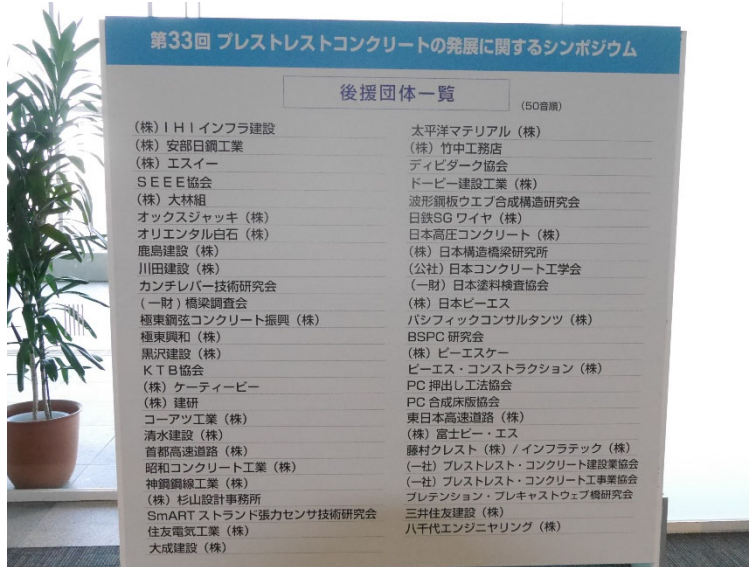 第33回 プレストレストコンクリートの発展に関するシンポジウム
後援団体一覧
(50音順)
(株)IHIインフラ建設
(株) 安部日鋼工業
(株) エスイー
SEEE協会
(株) 大林組
オックスジャッキ (株)
オリエンタル白石 (株)
鹿島建設 (株)
川田建設 (株)
カンチレバー技術研究会
(一財) 橋梁調査会
極東鋼弦コンクリート振興 (株)
極東興和 (株)
黒沢建設 (株)
KTB協会
(株) ケーティービー
(株) 建研
コーアツ工業 (株)
清水建設 (株)
首都高速道路 (株)
昭和コンクリート工業 (株)
神鋼鋼線工業 (株)
(株) 杉山設計事務所
SmARTストランド張力センサ技術研究会
住友電気工業 (株)
大成建設 (株)
太平洋マテリアル (株)
(株) 竹中工務店
ディビダーク協会
ドーピー建設工業 (株)
波形鋼板ウエブ合成構造研究会
日鉄SGワイヤ (株)
日本高圧コンクリート (株)
(株) 日本構造橋梁研究所
(公社) 日本コンクリート工学会
(一財) 日本塗料検査協会
(株) 日本ピーエス
パシフィックコンサルタンツ (株)
BSPC 研究会
(株) ピーエスケー
ピーエス・コンストラクション (株)
PC 押出し工法協会
PC 合成床版協会
東日本高速道路 (株)
(株) 富士ピー・エス
藤村クレスト (株) / インフラテック (株)
(一社) プレストレスト・コンクリート建設業協会
(一社) プレストレスト・コンクリート工事業協会
プレテンション・プレキャストウェブ橋研究会
三井住友建設 (株)
八千代エンジニヤリング (株)